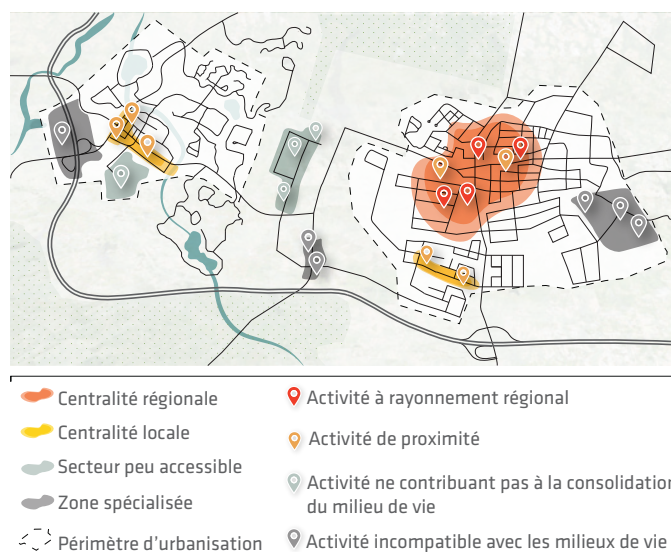 Centralité régionale
Centralité locale
Secteur peu accessible
Zone spécialisée
Périmètre d'urbanisation
Activité à rayonnement régional
Activité de proximité
Activité ne contribuant pas à la consolidation
du milieu de vie
Activité incompatible avec les milieux de vie